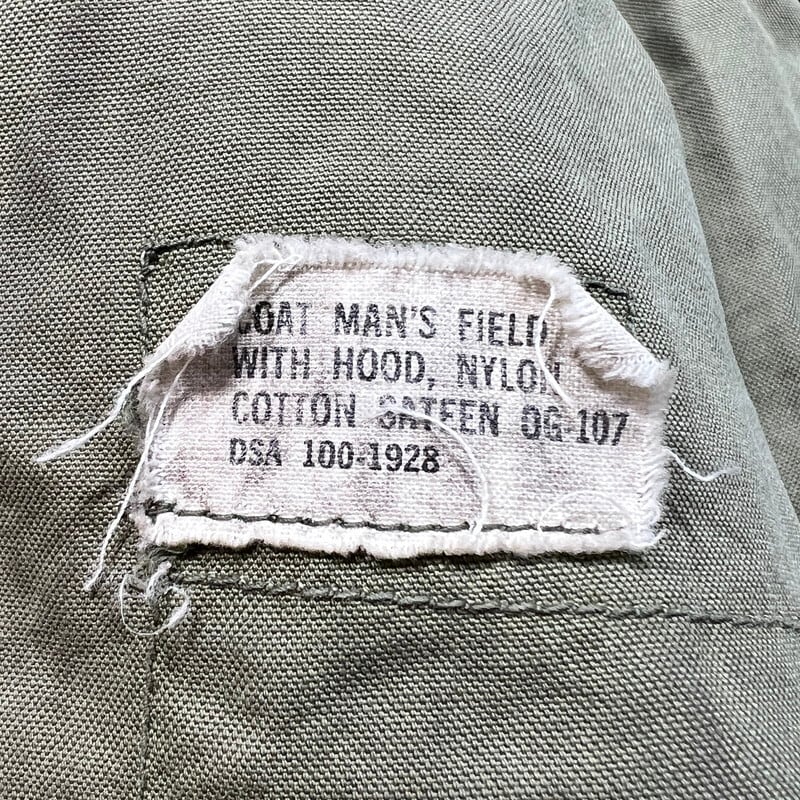 COAT MAN'S FIELD
WITH HOOD, NYLON
COTTON SATEEN OG-107
DSA 100-1928